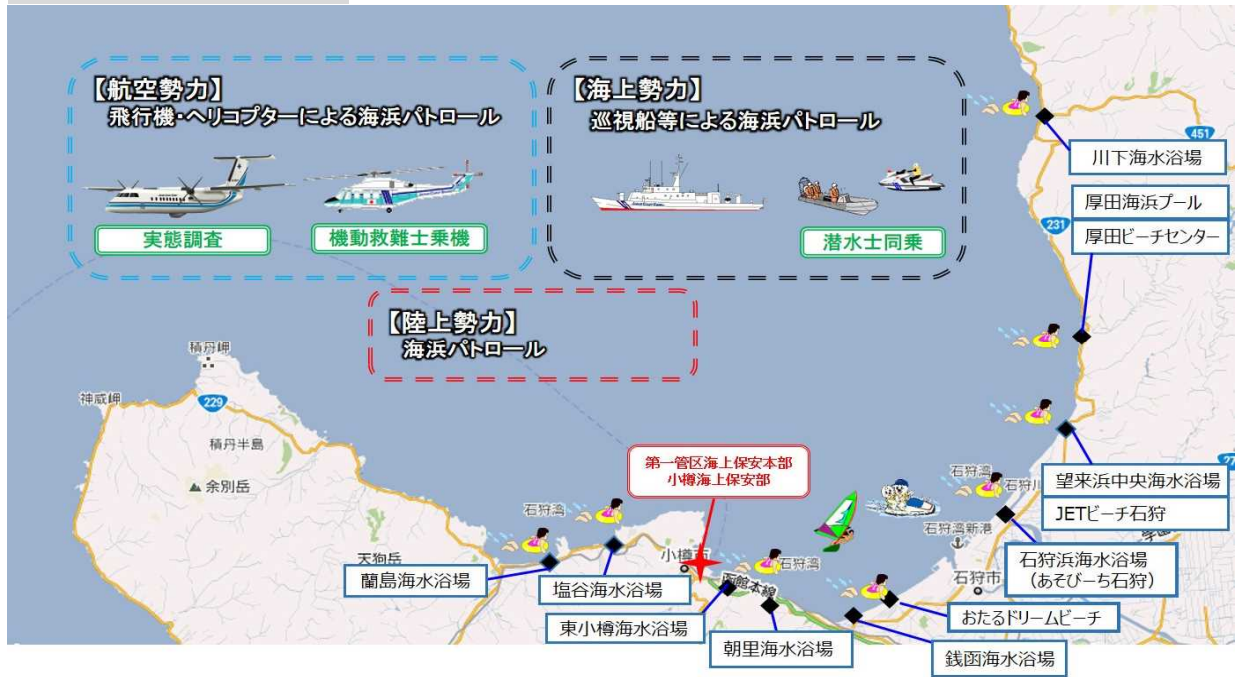 【航空勢力】
飛行機・ヘリコプターによる海浜パトロール
実態調査
機動救難士乗機
【海上勢力】
巡視船等による海浜パトロール
潜水士同乗
【陸上勢力】
海浜パトロール
451
川下海水浴場
厚田海浜プール
231
厚田ビーチセンター
積丹岬
神威岬
229
積丹半島
余別岳
第一管区海上保安本部
小樽海上保安部
石狩湾
石狩川
27
望来浜中央海水浴場
JETビーチ石狩
石狩湾
石狩湾新港
天狗岳
小樽市
石狩湾
函館本線
石狩市
石狩浜海水浴場
(あそびーち石狩)
蘭島海水浴場
塩谷海水浴場
東小樽海水浴場
朝里海水浴場
おたるドリームビーチ
銭函海水浴場